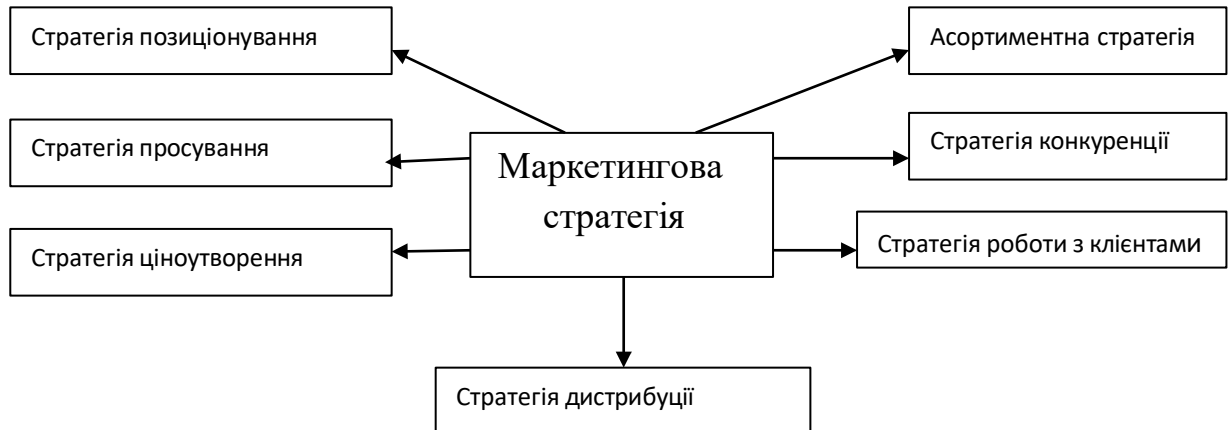 Стратегія позиціонування
Асортиментна стратегія
Стратегія просування
Маркетингова
стратегія
Стратегія конкуренції
Стратегія ціноутворення
Стратегія роботи з клієнтами
Стратегія дистрибуції